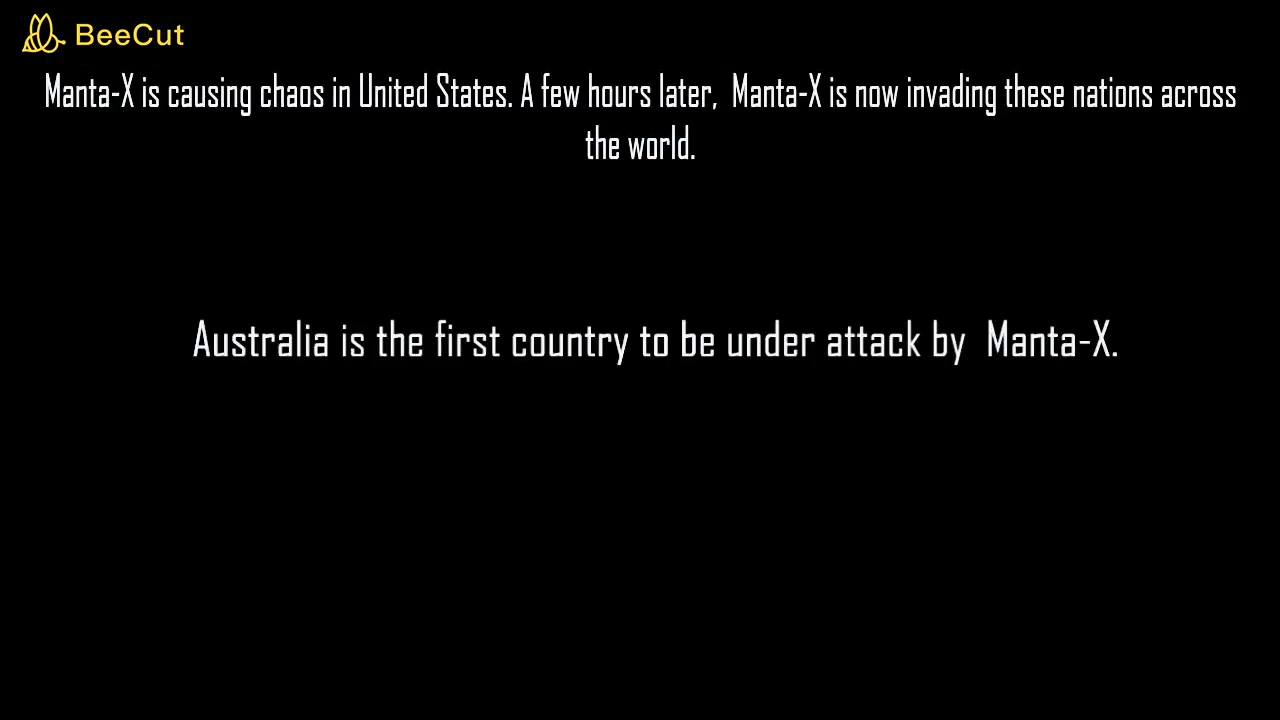 BeeCut
Manta-X is causing chaos in United States. A few hours later,  Manta-X is now invading these nations across
the world.
Australia is the first country to be under attack by  Manta-X.